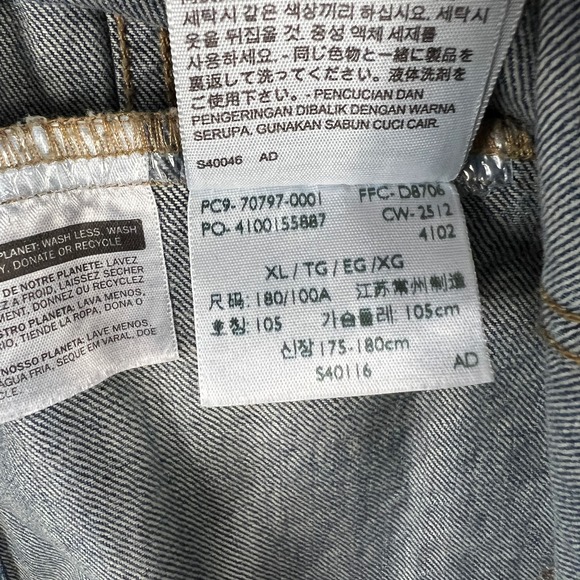 세탁시 같은 색상끼리 하십시요. 세탁시
옷을 뒤집을 것. 중성 액체 세제를
사용하세요. - 同じ色物と一緒に製品を
裏返して洗ってください。液体洗剤を
使用下さい。 - PENCUCIAN DAN
PENGERINGAN DIBALIK DENGAN WARNA
SERUPA. GUNAKAN SABUN CUCI CAIR.
S40046 AD
PC9- 70797-0001 FFC- D8706
PO- 4100155887 CW- 2512
4102
XL / TG / EG /XG
尺码: 180/100A 江苏常州制造
호칭: 105 가슴둘레: 105cm
신장:175-180cm
S40116 AD
PLANET: WASH LESS, WASH
Y, DONATE OR RECYCLE
DE NOTRE PLANETE: LAVEZ
Z A FROID, LAISSEZ SECHER
MENT, DONNEZ OU RECYCLEZ
STRO PLANETA: LAVA MENOS,
RIO, TIENDE LA ROPA, DONA O
NOSSO PLANETA: LAVE MENOS,
AGUA FRIA, SEQUE EM VARAL, DOE
CLE.